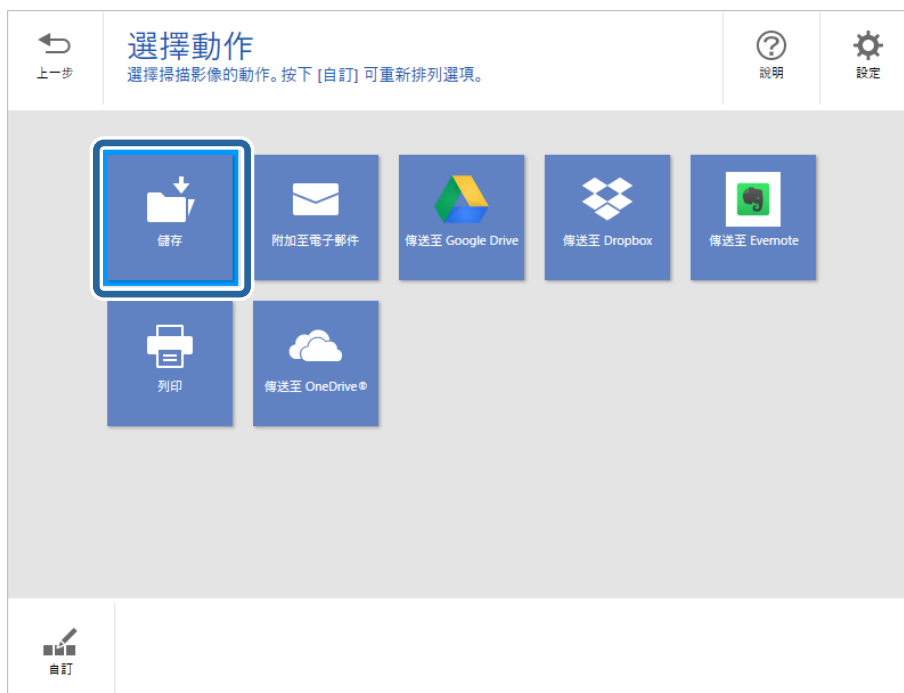 上一步
選擇動作
選擇掃描影像的動作。按下 [自訂] 可重新排列選項。
說明
設定
儲存
附加至電子郵件
傳送至 Google Drive
傳送至 Dropbox
傳送至 Evernote
列印
傳送至 OneDrive®
自訂